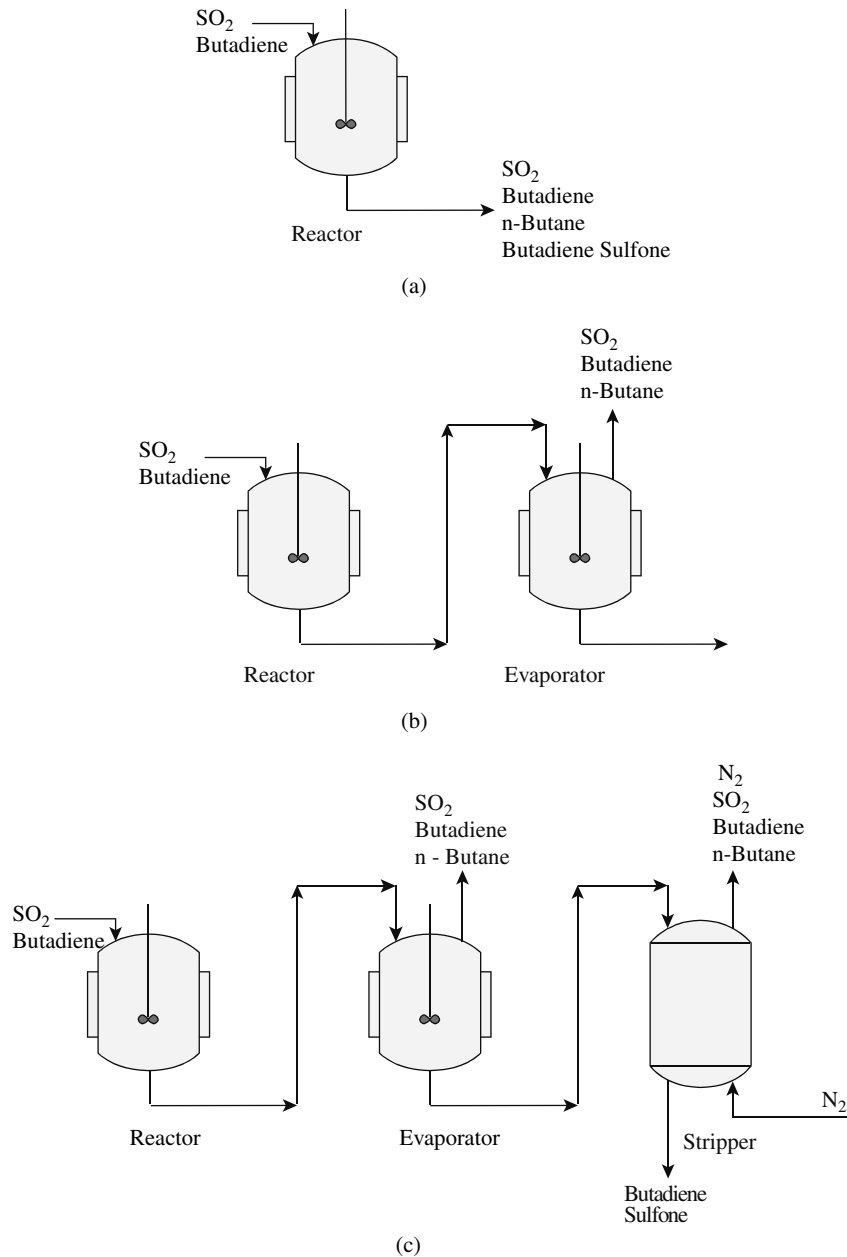 SO2
Butadiene
SO2
Butadiene
n-Butane
Butadiene Sulfone
Reactor
(a)
SO2
Butadiene
n-Butane
SO2
Butadiene
Reactor
Evaporator
(b)
N2
SO2
Butadiene
n-Butane
SO2
Butadiene
n - Butane
SO2
Butadiene
N2
Reactor
Evaporator
Stripper
Butadiene
Sulfone
(c)